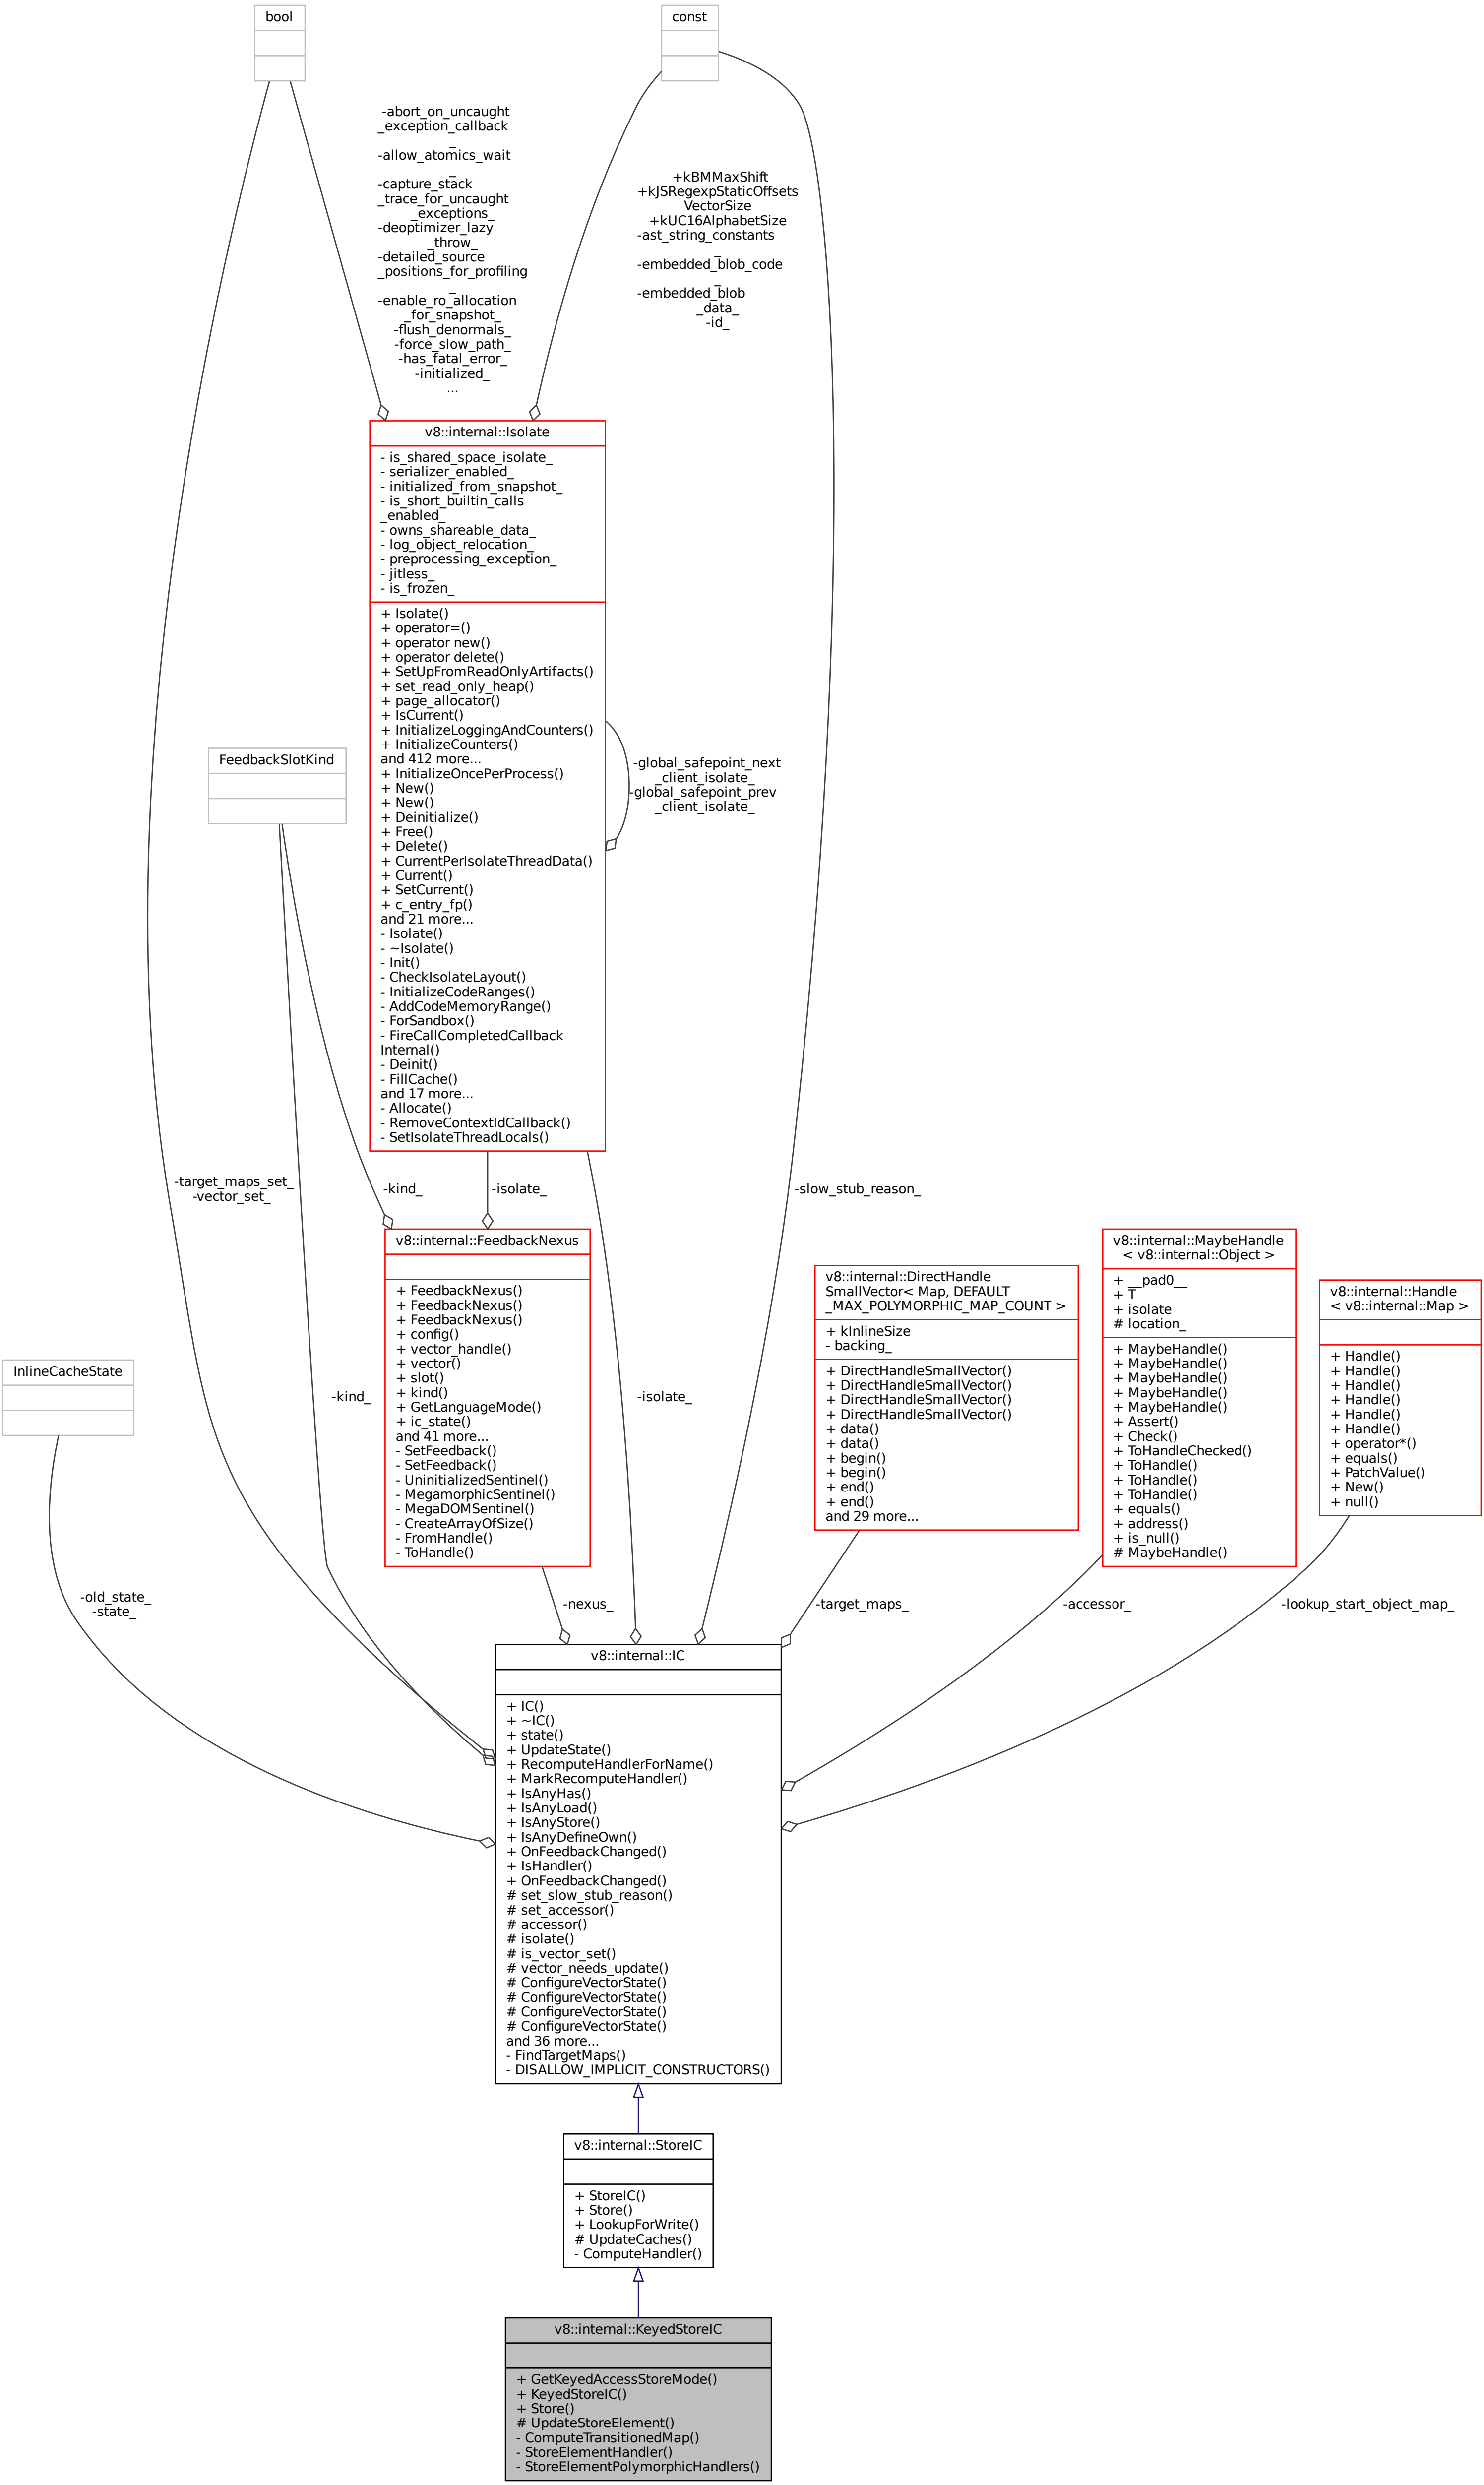 bool
const
-abort_on_uncaught
_exception_callback
_
-allow_atomics_wait
_
-capture_stack
_trace_for_uncaught
_exceptions_
-deoptimizer_lazy
_throw_
-detailed_source
_positions_for_profiling
_
-enable_ro_allocation
_for_snapshot_
-flush_denormals_
-force_slow_path_
-has_fatal_error_
-initialized_
...
+kBMMaxShift
+kJSRegexpStaticOffsets
VectorSize
+kUC16AlphabetSize
-ast_string_constants
_
-embedded_blob_code
_
-embedded_blob
_data_
-id_
v8::internal::Isolate
- is_shared_space_isolate_
- serializer_enabled_
- initialized_from_snapshot_
- is_short_builtin_calls
_enabled_
- owns_shareable_data_
- log_object_relocation_
- preprocessing_exception_
- jitless_
- is_frozen_
+ Isolate()
+ operator=()
+ operator new()
+ operator delete()
+ SetUpFromReadOnlyArtifacts()
+ set_read_only_heap()
+ page_allocator()
+ IsCurrent()
+ InitializeLoggingAndCounters()
+ InitializeCounters()
and 412 more...
+ InitializeOncePerProcess()
+ New()
+ New()
+ Deinitialize()
+ Free()
+ Delete()
+ CurrentPerIsolateThreadData()
+ Current()
+ SetCurrent()
+ c_entry_fp()
and 21 more...
- Isolate()
- ~Isolate()
- Init()
- CheckIsolateLayout()
- InitializeCodeRanges()
- AddCodeMemoryRange()
- ForSandbox()
- FireCallCompletedCallback
Internal()
- Deinit()
- FillCache()
and 17 more...
- Allocate()
- RemoveContextIdCallback()
- SetIsolateThreadLocals()
-global_safepoint_next
_client_isolate_
-global_safepoint_prev
_client_isolate_
FeedbackSlotKind
-target_maps_set_
-vector_set_
-kind_
-isolate_
-slow_stub_reason_
v8::internal::FeedbackNexus
+ FeedbackNexus()
+ FeedbackNexus()
+ FeedbackNexus()
+ config()
+ vector_handle()
+ vector()
+ slot()
+ kind()
+ GetLanguageMode()
+ ic_state()
and 41 more...
- SetFeedback()
- SetFeedback()
- UninitializedSentinel()
- MegamorphicSentinel()
- MegaDOMSentinel()
- CreateArrayOfSize()
- FromHandle()
- ToHandle()
v8::internal::DirectHandle
SmallVector< Map, DEFAULT
_MAX_POLYMORPHIC_MAP_COUNT >
+ kInlineSize
- backing_
+ DirectHandleSmallVector()
+ DirectHandleSmallVector()
+ DirectHandleSmallVector()
+ DirectHandleSmallVector()
+ data()
+ data()
+ begin()
+ begin()
+ end()
+ end()
and 29 more...
v8::internal::MaybeHandle
< v8::internal::Object >
+ __pad0__
+ T
+ isolate
# location_
+ MaybeHandle()
+ MaybeHandle()
+ MaybeHandle()
+ MaybeHandle()
+ MaybeHandle()
+ Assert()
+ Check()
+ ToHandleChecked()
+ ToHandle()
+ ToHandle()
+ ToHandle()
+ equals()
+ address()
+ is_null()
# MaybeHandle()
v8::internal::Handle
< v8::internal::Map >
+ Handle()
+ Handle()
+ Handle()
+ Handle()
+ Handle()
+ Handle()
+ operator*()
+ equals()
+ PatchValue()
+ New()
+ null()
InlineCacheState
-kind_
-isolate_
-old_state_
-state_
-nexus_
-target_maps_
-accessor_
-lookup_start_object_map_
v8::internal::IC
+ IC()
+ ~IC()
+ state()
+ UpdateState()
+ RecomputeHandlerForName()
+ MarkRecomputeHandler()
+ IsAnyHas()
+ IsAnyLoad()
+ IsAnyStore()
+ IsAnyDefineOwn()
+ OnFeedbackChanged()
+ IsHandler()
+ OnFeedbackChanged()
# set_slow_stub_reason()
# set_accessor()
# accessor()
# isolate()
# is_vector_set()
# vector_needs_update()
# ConfigureVectorState()
# ConfigureVectorState()
# ConfigureVectorState()
# ConfigureVectorState()
and 36 more...
- FindTargetMaps()
- DISALLOW_IMPLICIT_CONSTRUCTORS()
v8::internal::StoreIC
+ StoreIC()
+ Store()
+ LookupForWrite()
# UpdateCaches()
- ComputeHandler()
v8::internal::KeyedStoreIC
+ GetKeyedAccessStoreMode()
+ KeyedStoreIC()
+ Store()
# UpdateStoreElement()
- ComputeTransitionedMap()
- StoreElementHandler()
- StoreElementPolymorphicHandlers()